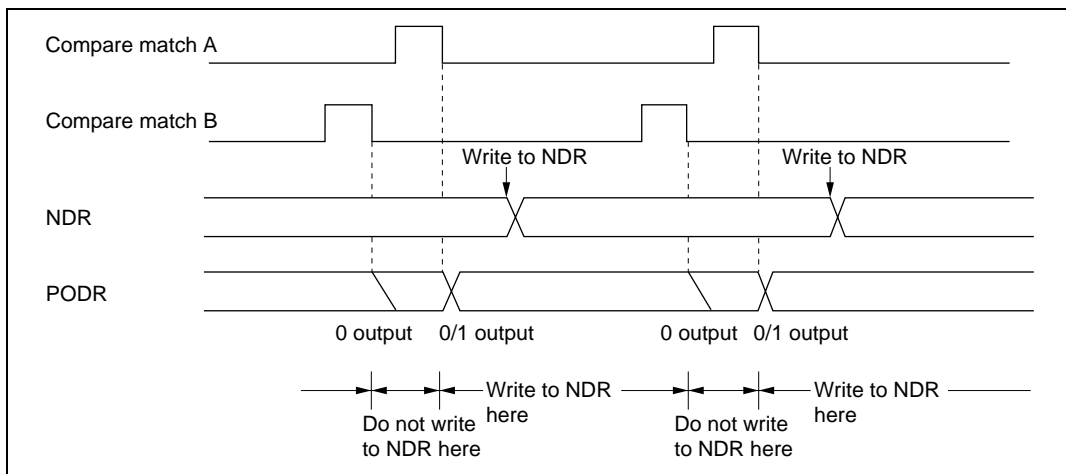 Compare match A
Compare match B
Write to NDR
Write to NDR
NDR
PODR
0 output
0/1 output
0 output
0/1 output
Write to NDR
here
Write to NDR
here
Do not write
to NDR here
Do not write
to NDR here